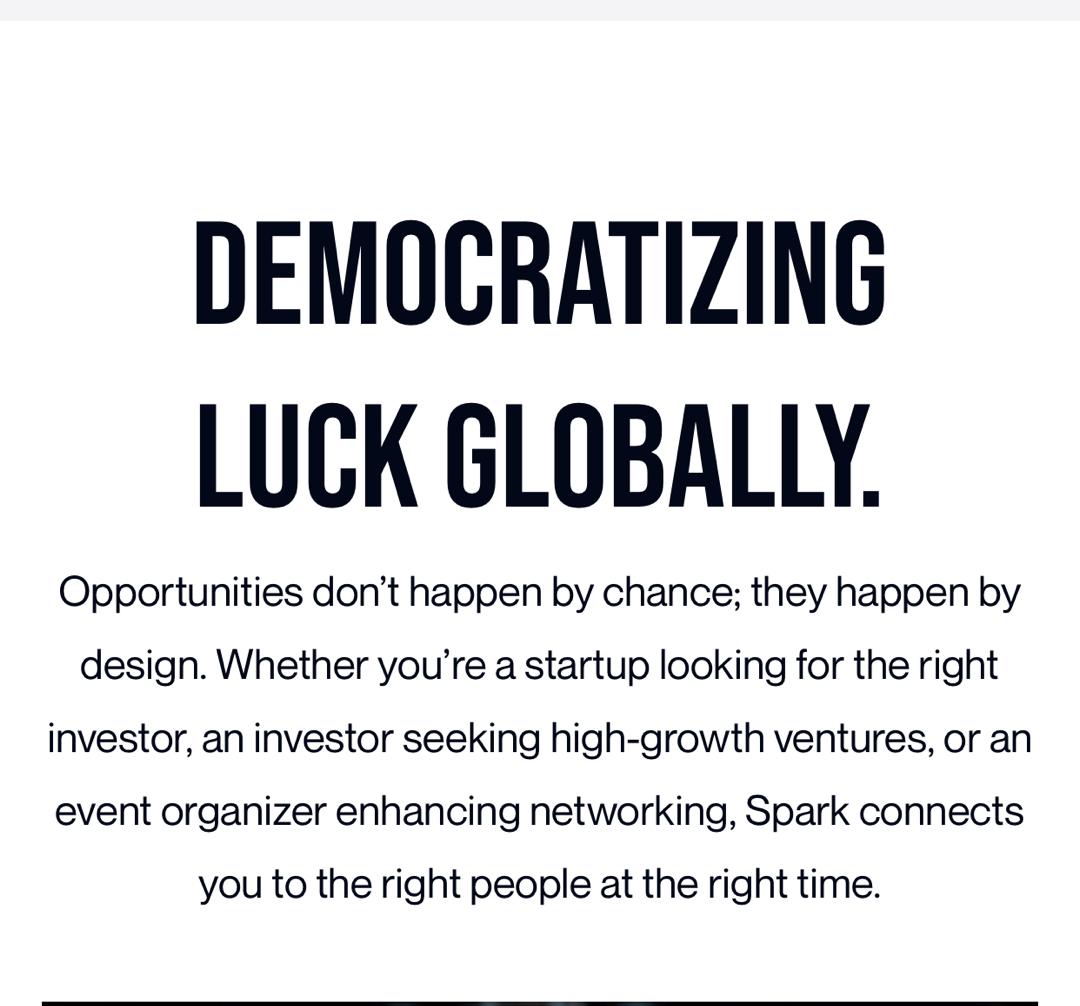 DEMOCRATIZING
LUCK GLOBALLY.
Opportunities don’t happen by chance; they happen by
design. Whether you’re a startup looking for the right
investor, an investor seeking high-growth ventures, or an
event organizer enhancing networking, Spark connects
you to the right people at the right time.